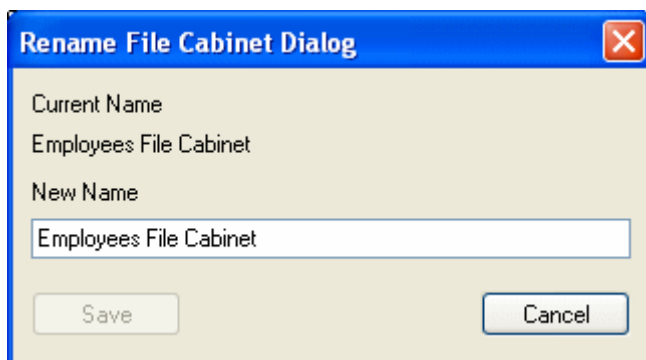 Rename File Cabinet Dialog
Current Name
Employees File Cabinet
New Name
Employees File Cabinet
Save
Cancel